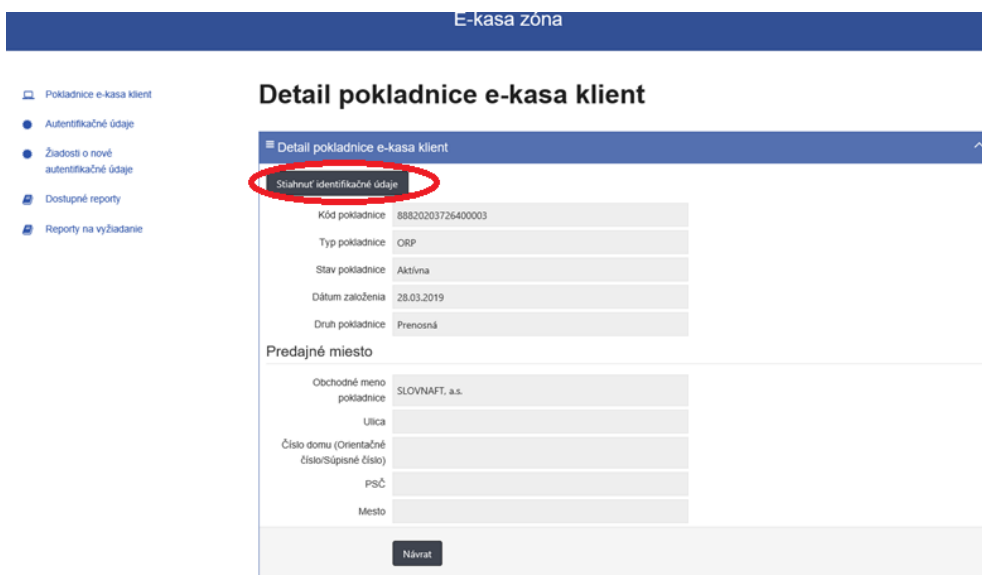 E-kasa zóna
Pokladnice e-kasa klient
Autentifikačné údaje
Žiadosti o nové
autentifikačné údaje
Dostupné reporty
Reporty na vyžiadanie
Detail pokladnice e-kasa klient
Detail pokladnice e-kasa klient
Stiahnuť identifikačné údaje
Kód pokladnice 88820203726400003
Typ pokladnice ORP
Stav pokladnice Aktívna
Dátum založenia 28.03.2019
Druh pokladnice Prenosná
Predajné miesto
Obchodné meno
pokladnice SLOVNAFT, a.s.
Ulica
Číslo domu (Orientačné
číslo/Súpisné číslo)
PSČ
Mesto
Návrat